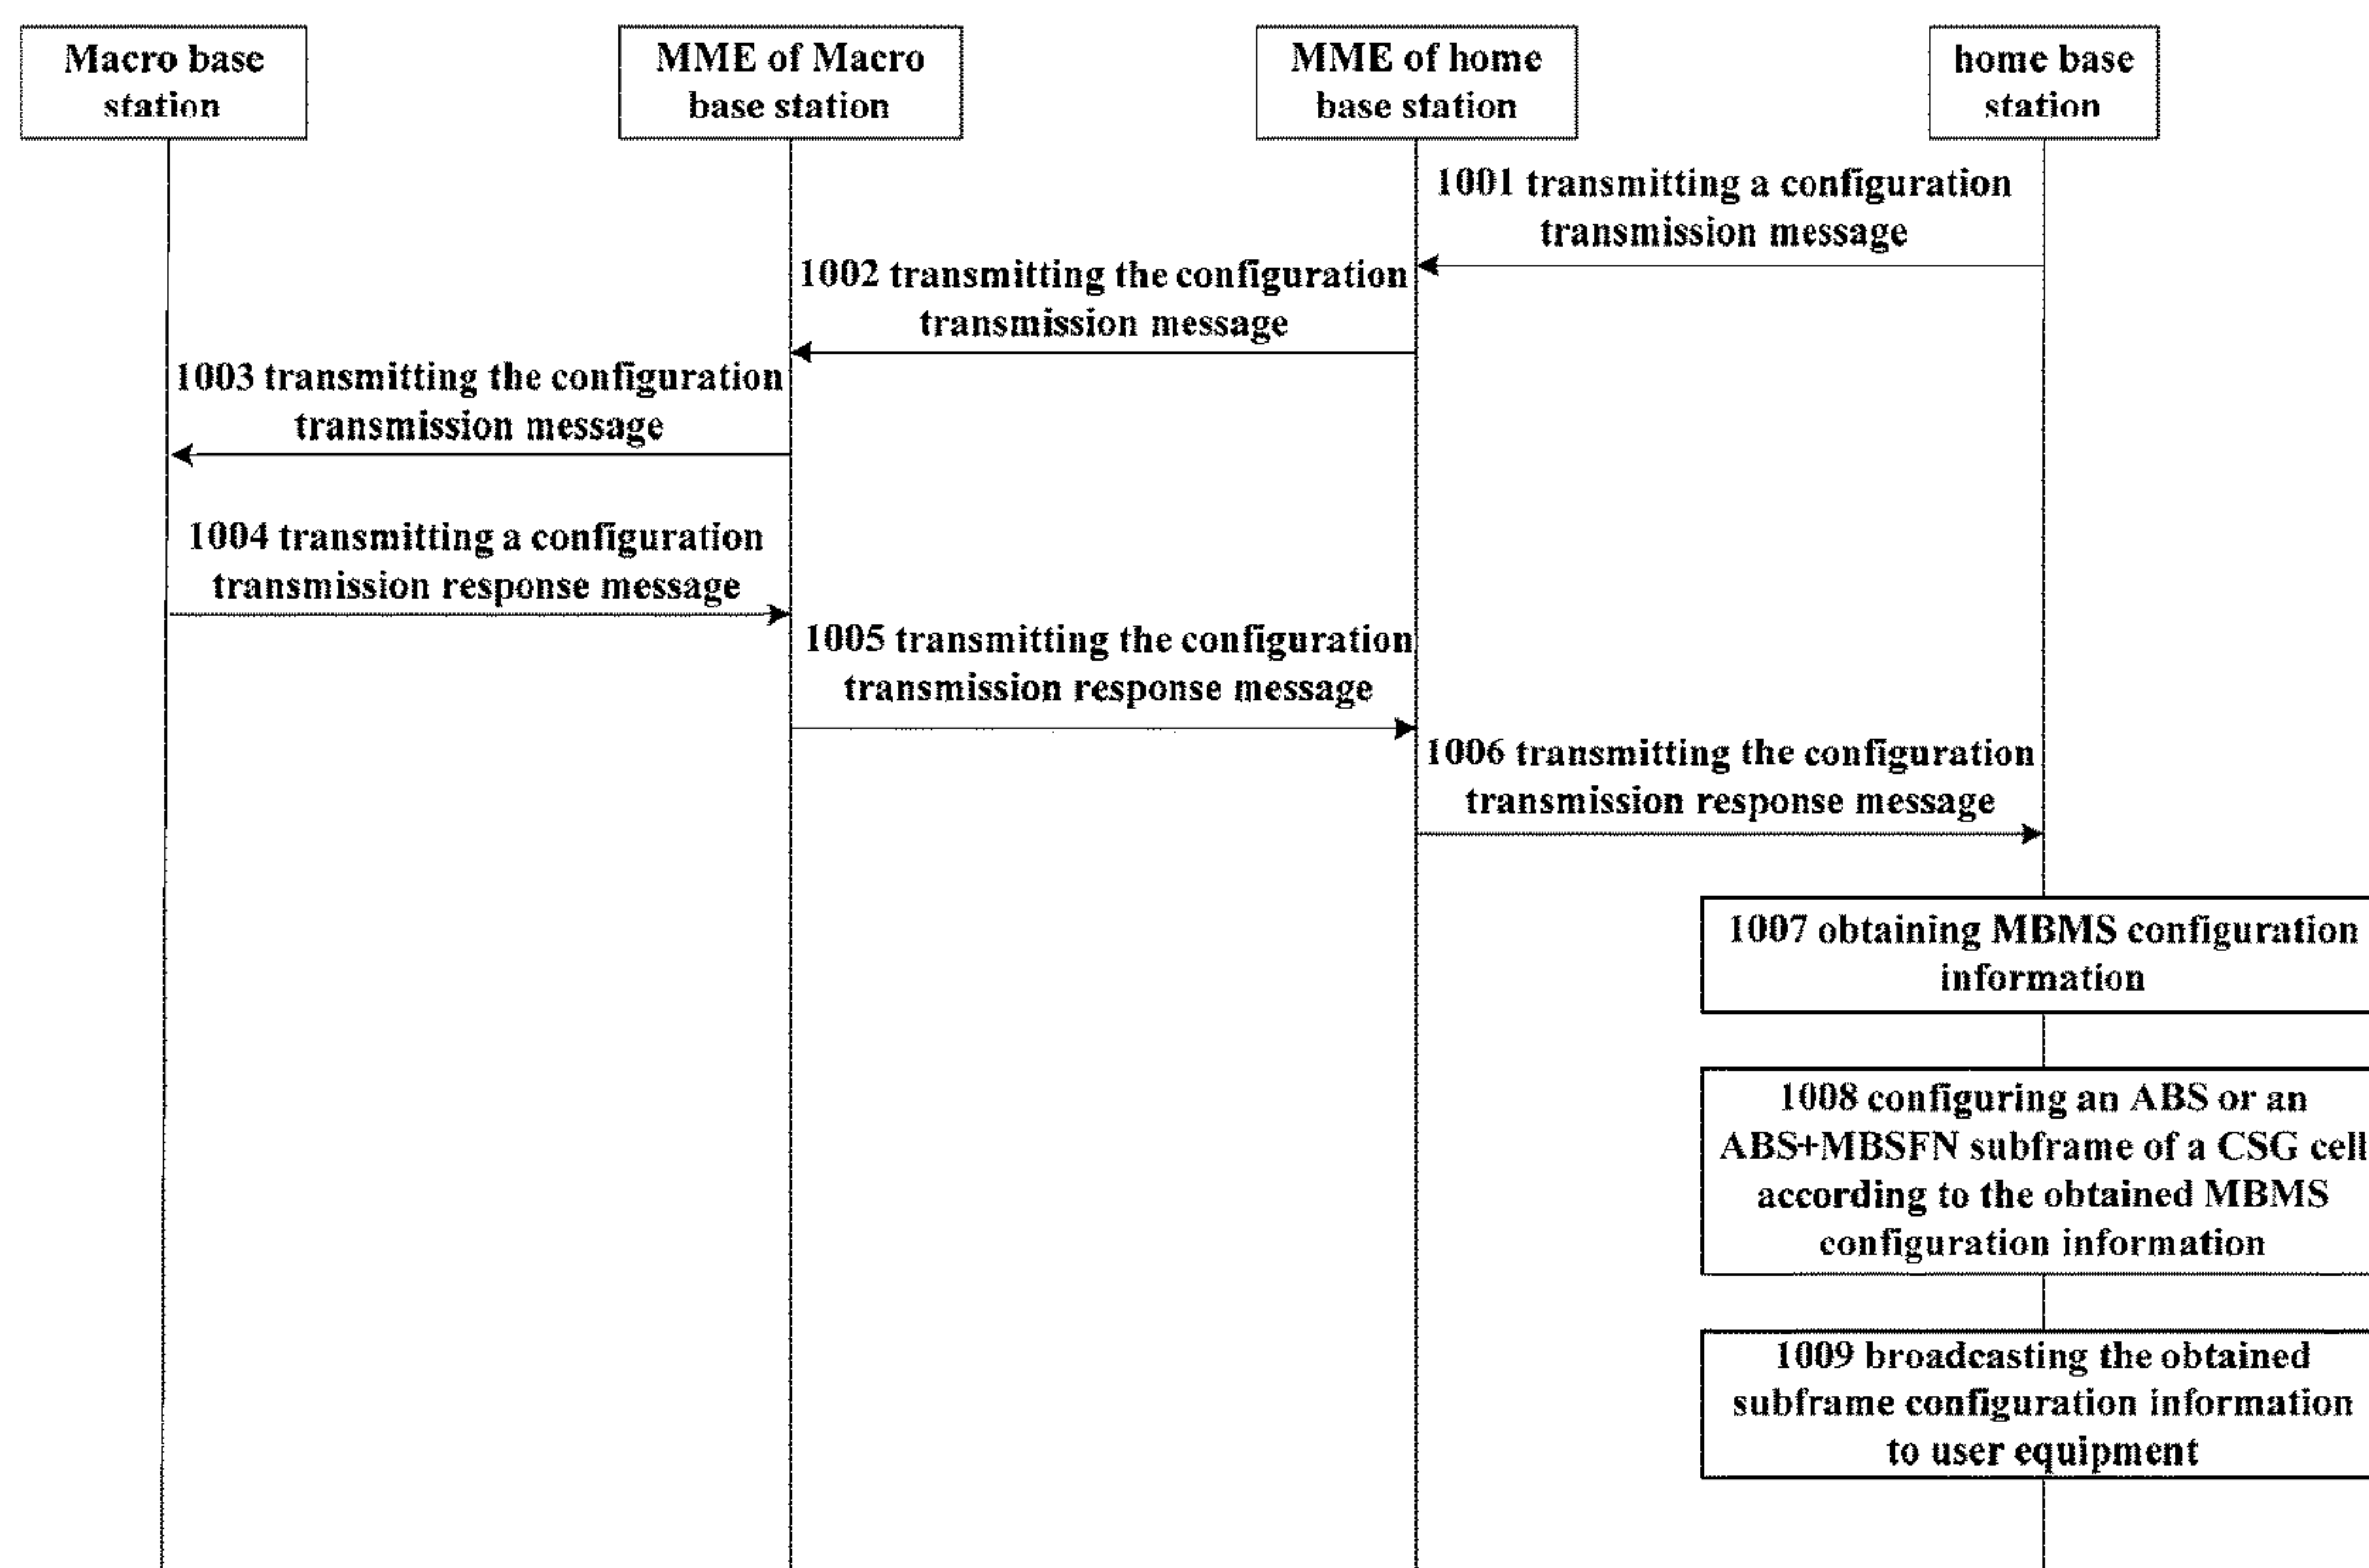 Macro base
station
MME of Macro
base station
MME of home
base station
home base
station
1001 transmitting a configuration
transmission message
1002 transmitting the configuration
transmission message
1003 transmitting the configuration
transmission message
1004 transmitting a configuration
transmission response message
1005 transmitting the configuration
transmission response message
1006 transmitting the configuration
transmission response message
1007 obtaining MBMS configuration
information
1008 configuring an ABS or an
ABS+MBSFN subframe of a CSG cell
according to the obtained MBMS
configuration information
1009 broadcasting the obtained
subframe configuration information
to user equipment